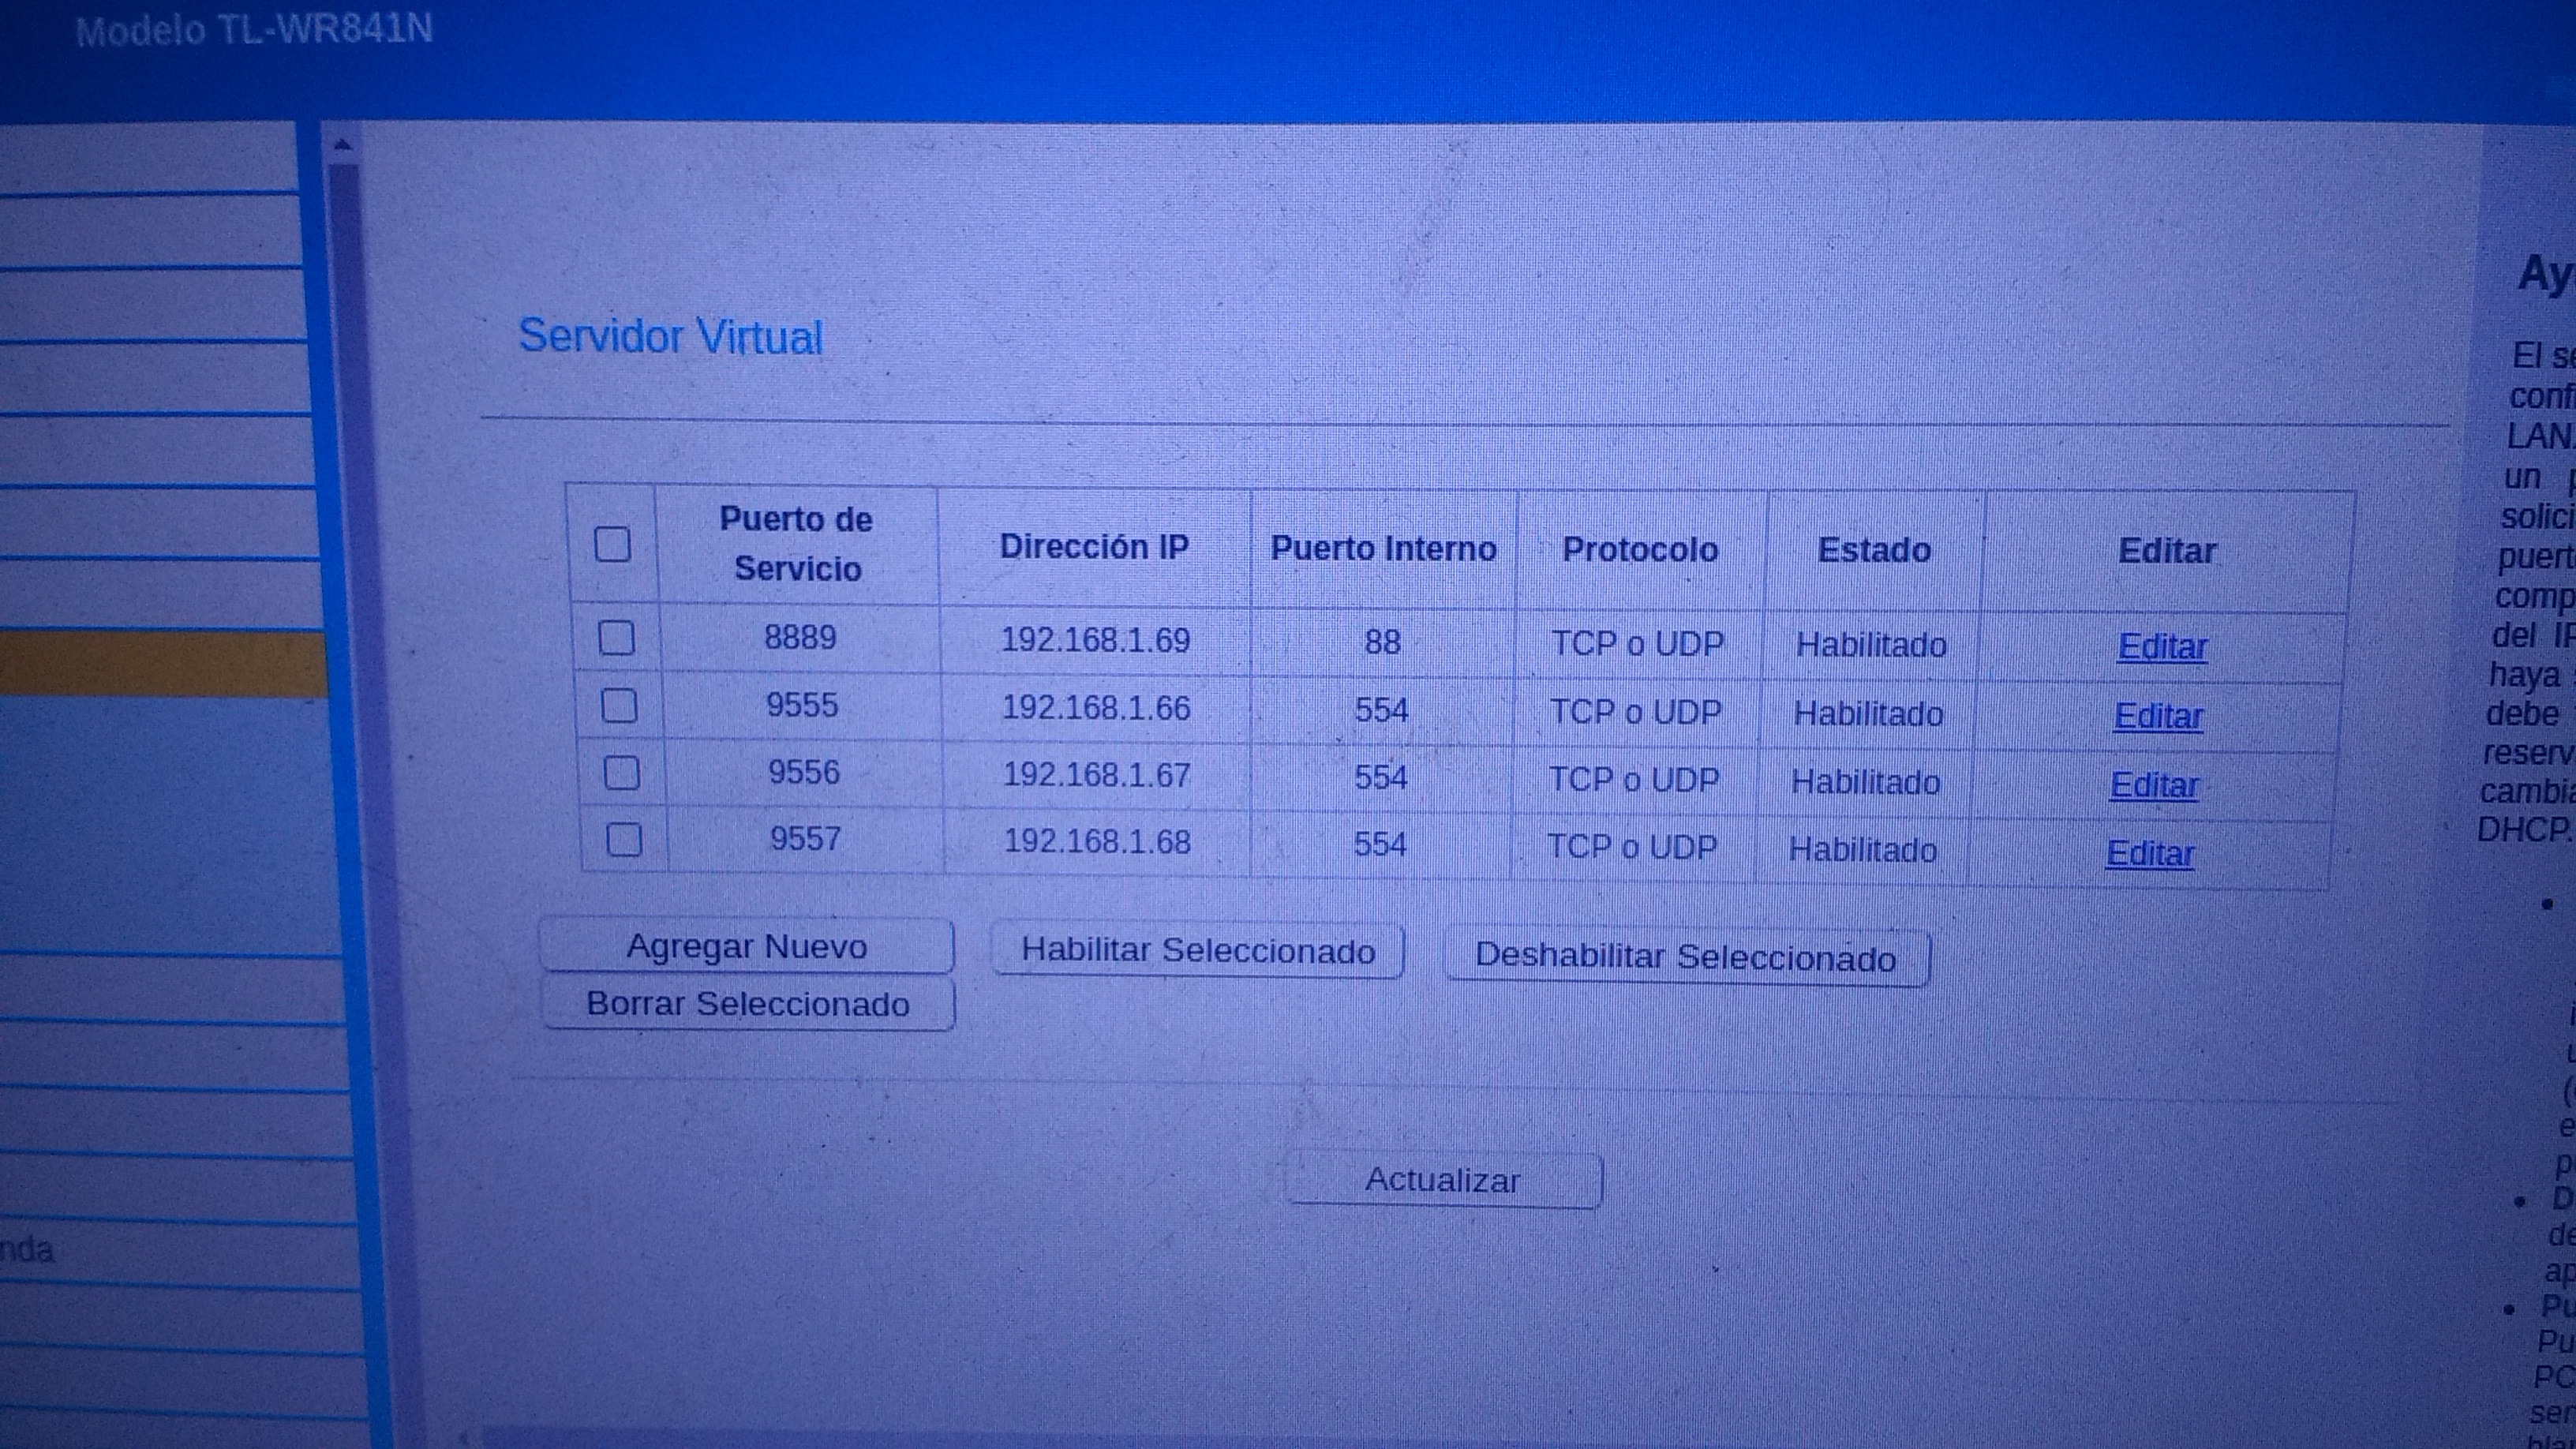 Modelo TL-WR841N
Servidor Virtual
Puerto de Servicio Dirección IP Puerto Interno Protocolo Estado Editar
8889 192.168.1.69 88 TCP o UDP Habilitado Editar
9555 192.168.1.66 554 TCP o UDP Habilitado Editar
9556 192.168.1.67 554 TCP o UDP Habilitado Editar
9557 192.168.1.68 554 TCP o UDP Habilitado Editar
Agregar Nuevo Habilitar Seleccionado Deshabilitar Seleccionado
Borrar Seleccionado
Actualizar
nda
Ay
El se
confi
LAN.
un p
solici
puert
comp
del IP
haya
debe
reserv
cambia
DHCP.
D
de
ap
Pu
Pu
PC
ser